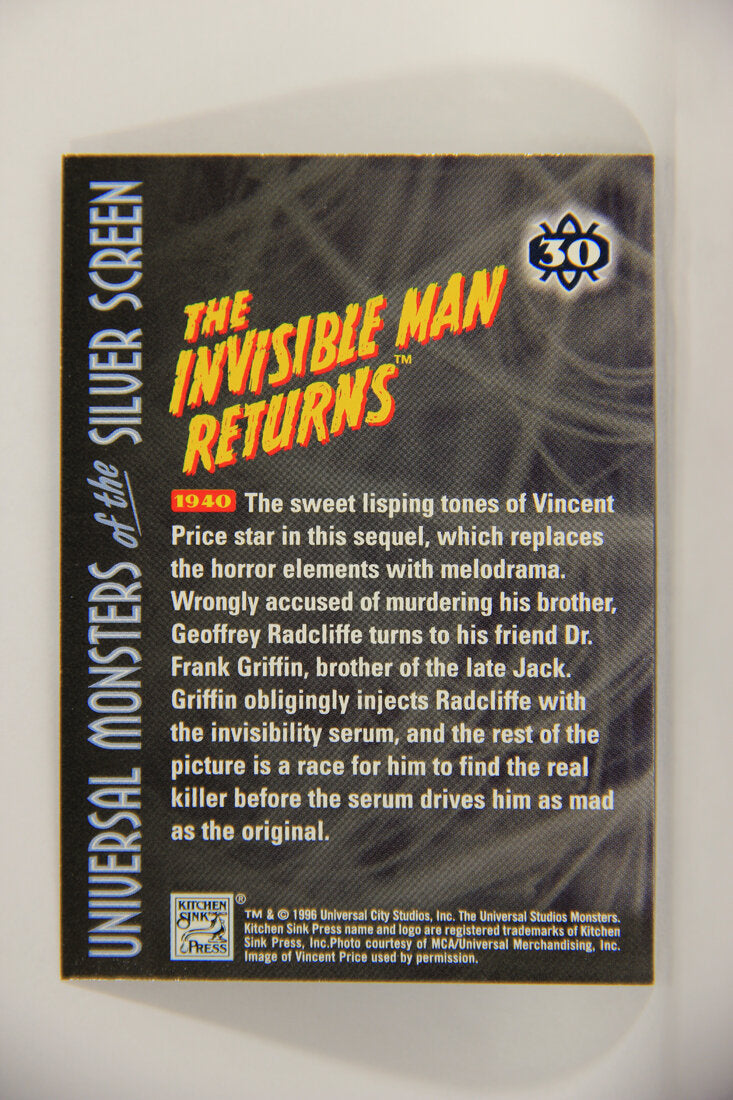 UNIVERSAL MONSTERS of the SILVER SCREEN
30
THE
INVISIBLE MAN
RETURNS™
1940 The sweet lisping tones of Vincent
Price star in this sequel, which replaces
the horror elements with melodrama.
Wrongly accused of murdering his brother,
Geoffrey Radcliffe turns to his friend Dr.
Frank Griffin, brother of the late Jack.
Griffin obligingly injects Radcliffe with
the invisibility serum, and the rest of the
picture is a race for him to find the real
killer before the serum drives him as mad
as the original.
KITCHEN
SINK
PRESS
®
TM & © 1996 Universal City Studios, Inc. The Universal Studios Monsters.
Kitchen Sink Press name and logo are registered trademarks of Kitchen
Sink Press, Inc.Photo courtesy of MCA/Universal Merchandising, Inc.
Image of Vincent Price used by permission.